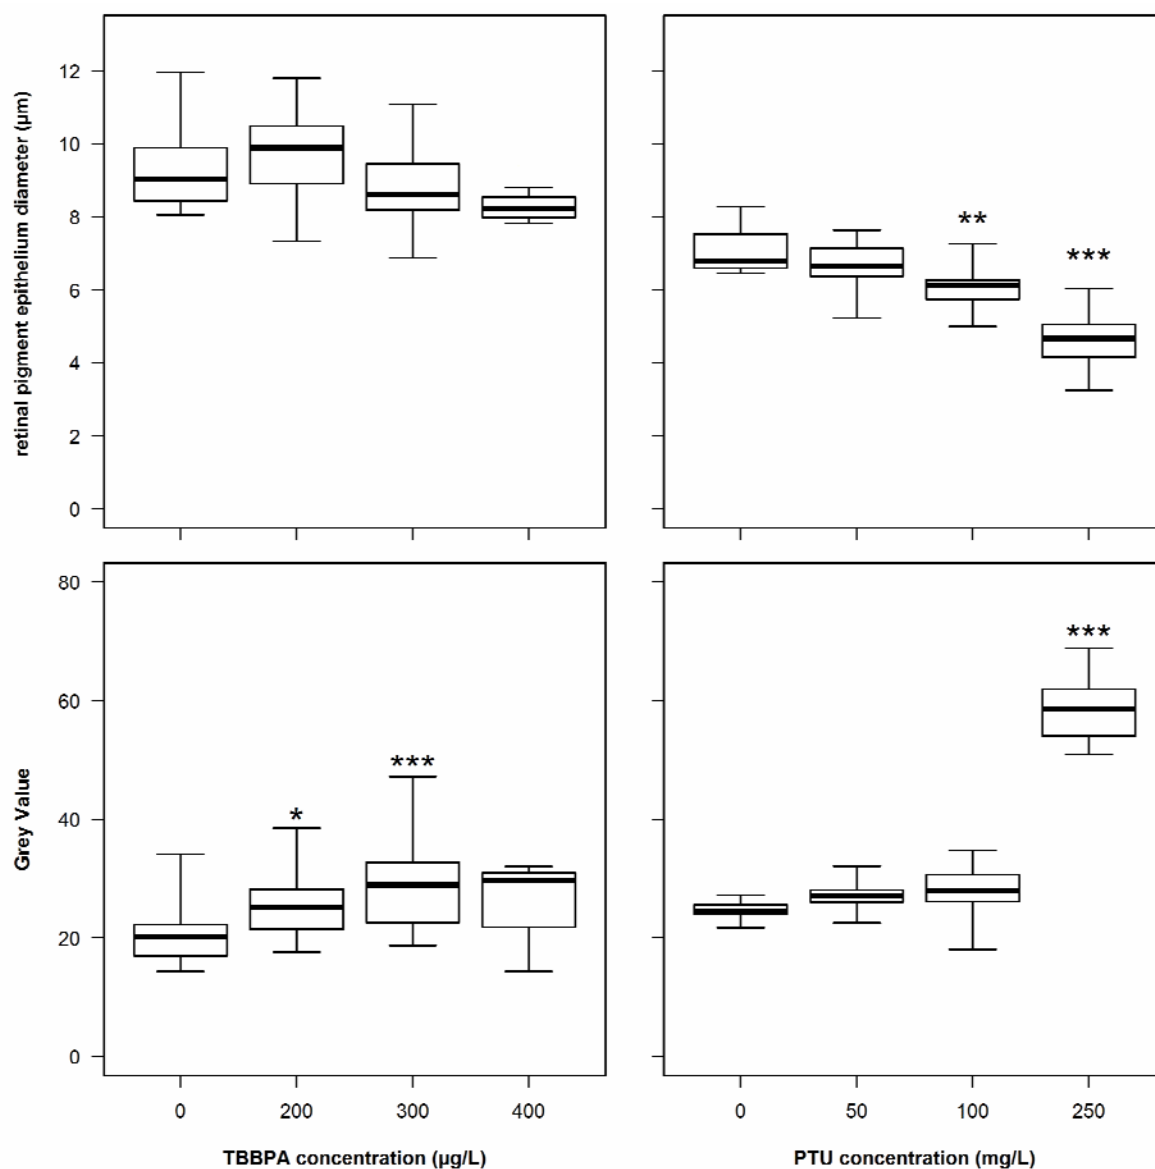 retinal pigment epithelium diameter (µm)
12
10
8
6
4
2
0
**
***
Grey Value
80
60
40
20
0
*
***
***
0 200 300 400
TBBPA concentration (µg/L)
0 50 100 250
PTU concentration (mg/L)